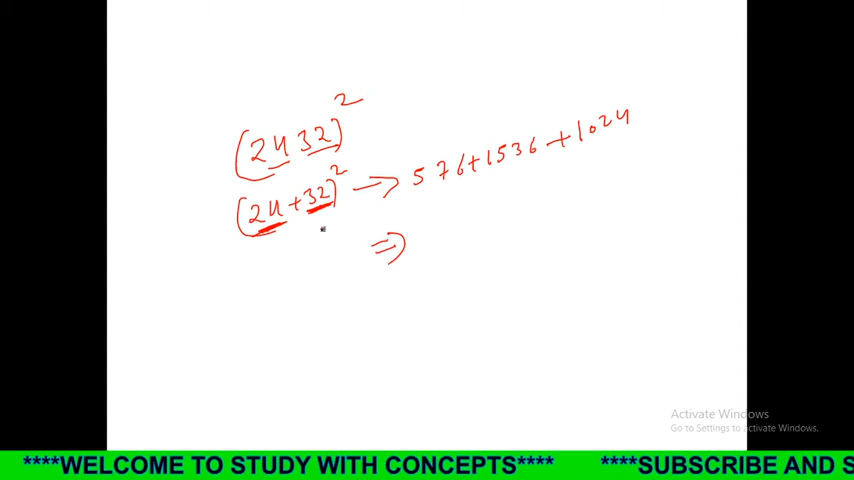 (2432)²
(24+32)² → 576+1536+1024
⇒
Activate Windows
Go to Settings to activate Windows.
****WELCOME TO STUDY WITH CONCEPTS**** ****SUBSCRIBE AND S